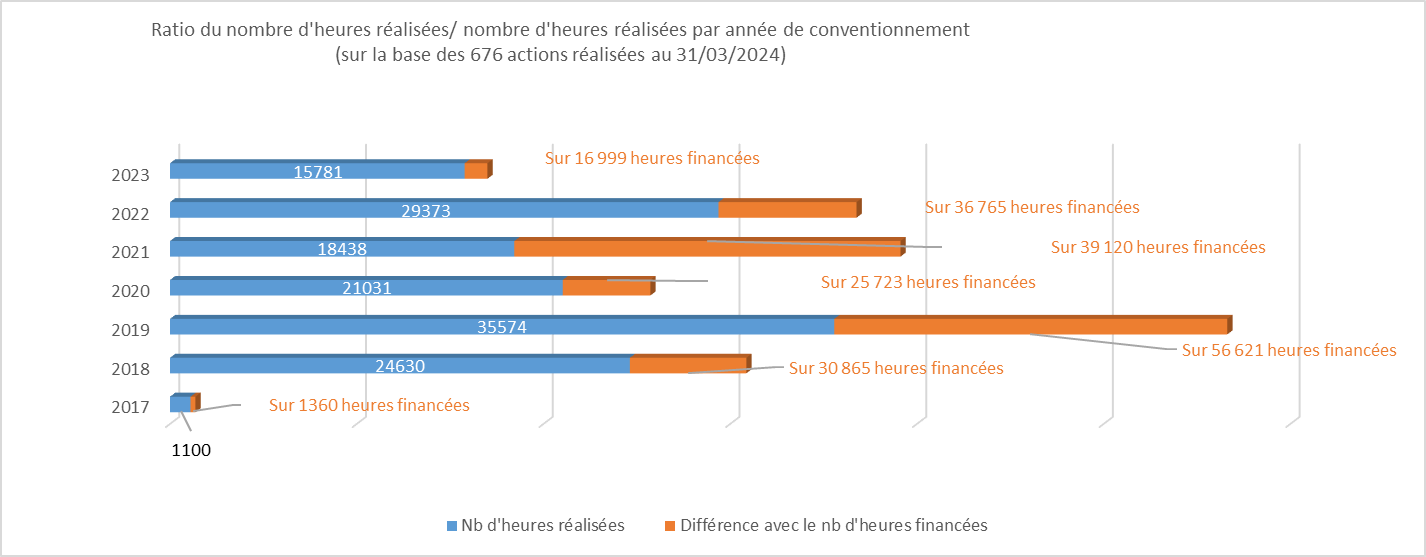 Ratio du nombre d'heures réalisées/ nombre d'heures réalisées par année de conventionnement
(sur la base des 676 actions réalisées au 31/03/2024)
2023 15781 Sur 16 999 heures financées
2022 29373 Sur 36 765 heures financées
2021 18438 Sur 39 120 heures financées
2020 21031 Sur 25 723 heures financées
2019 35574 Sur 56 621 heures financées
2018 24630 Sur 30 865 heures financées
2017 Sur 1360 heures financées
1100
Nb d'heures réalisées Différence avec le nb d'heures financées